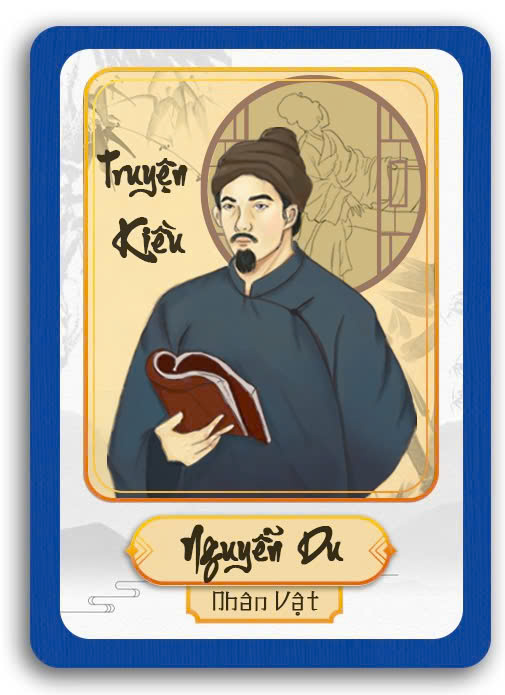 Truyện
Kiều
Nguyễn Du
Nhân Vật